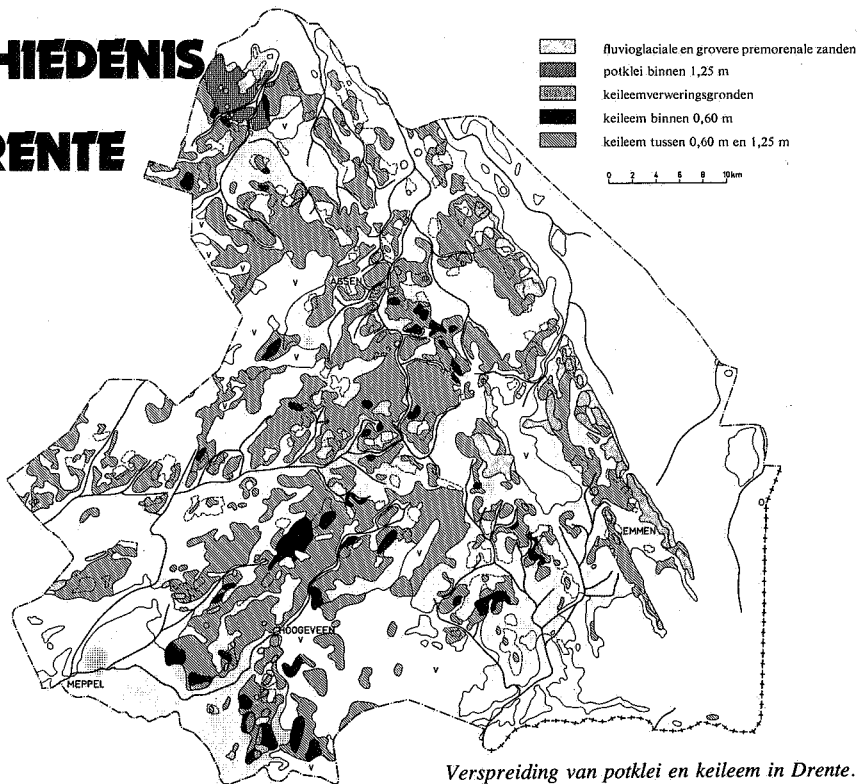 HIEDENIS
RENTE
fluvioglaciale en grovere premorenale zanden
potklei binnen 1,25 m
keileemverweringsgronden
keileem binnen 0,60 m
keileem tussen 0,60 m en 1,25 m
0 2 4 6 8 10km
v
v
v
v
v
v
ASSEN
v
v
v
v
EMMEN
v
HOOGEVEEN
v
v
MEPPEL
v
Verspreiding van potklei en keileem in Drente.